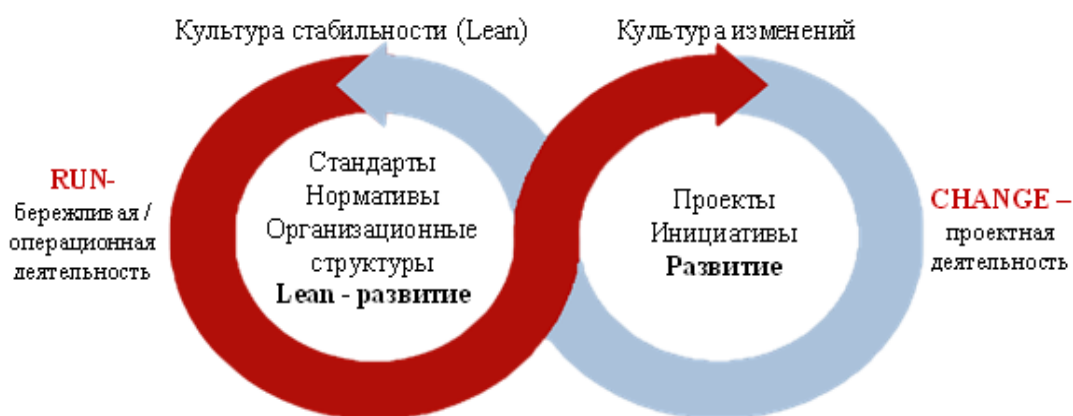 Культура стабильности (Lean)
Культура изменений
RUN-
бережливая /
операционная
деятельность
Стандарты
Нормативы
Организационные
структуры
Lean - развитие
Проекты
Инициативы
Развитие
CHANGE –
проектная
деятельность